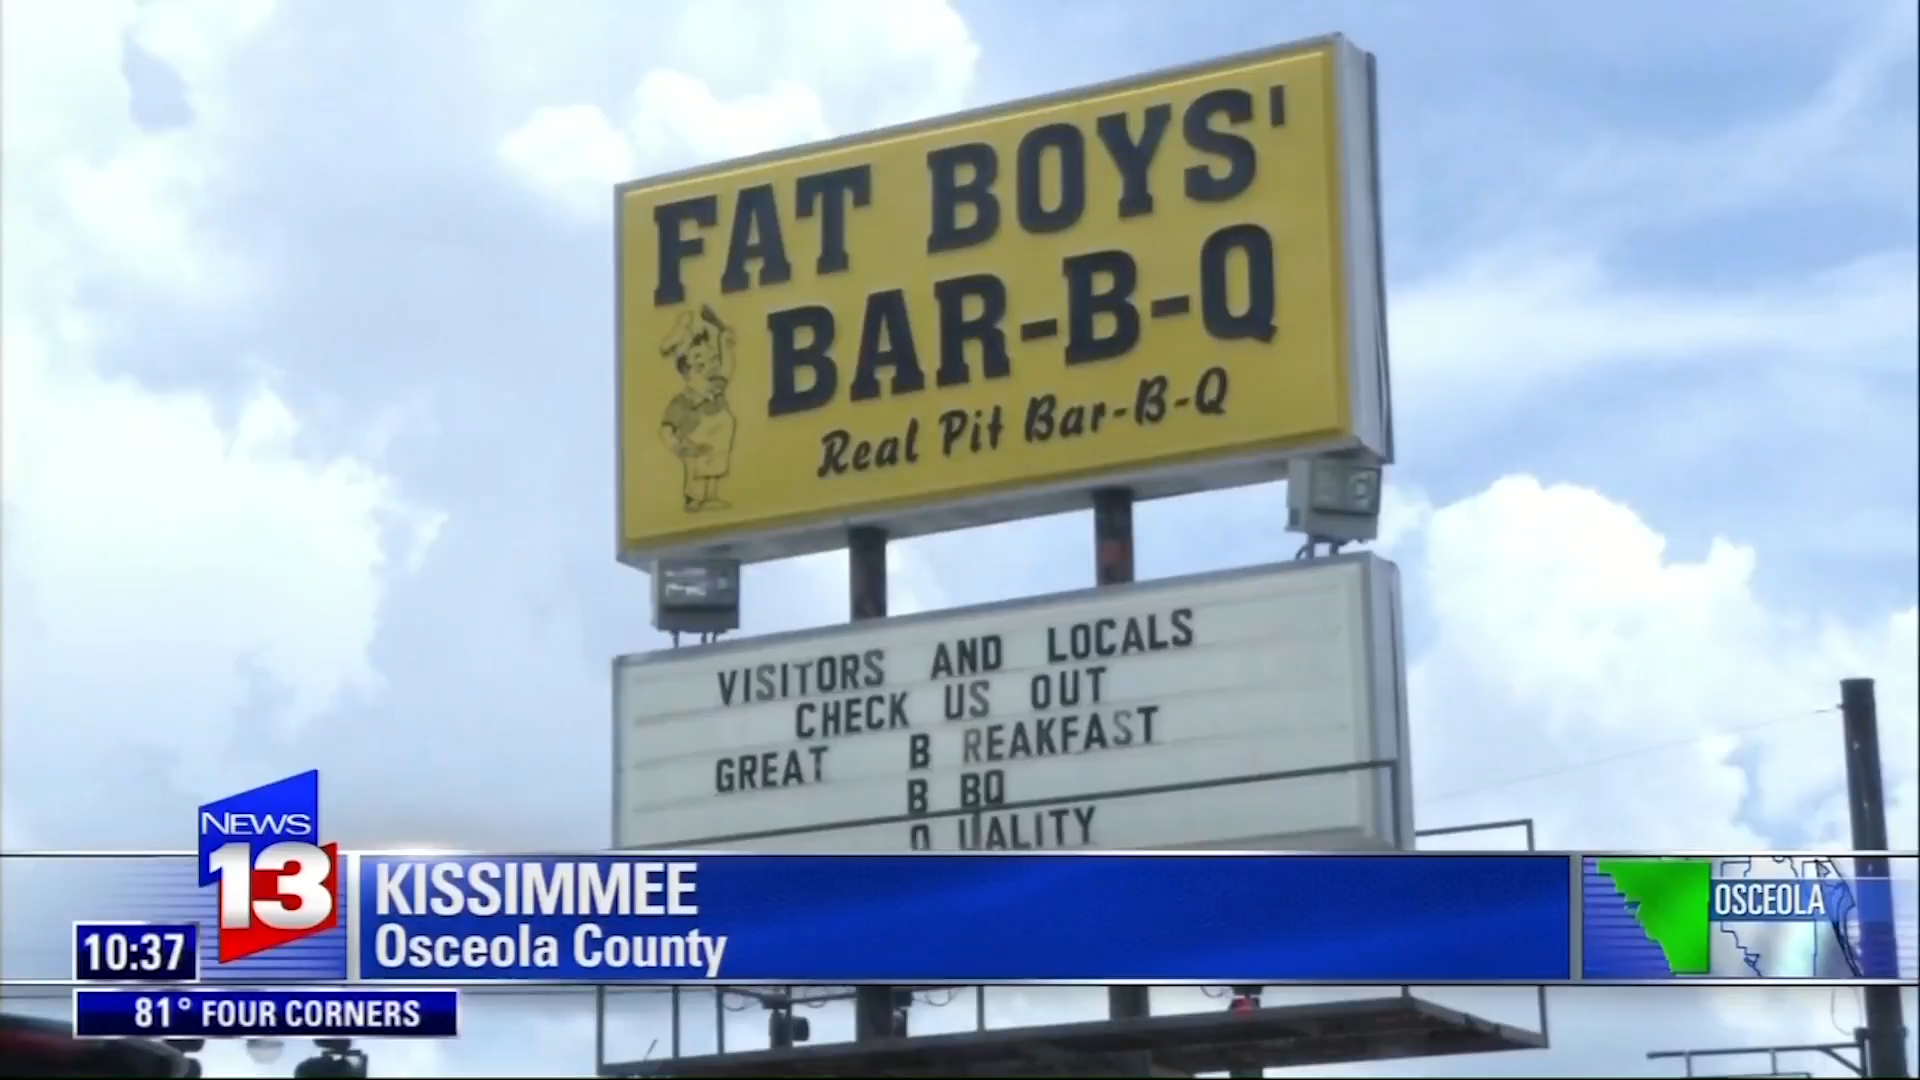 FAT BOYS'
BAR-B-Q
Real Pit Bar-B-Q
VISITORS AND LOCALS
CHECK US OUT
GREAT B REAKFAST
B BQ
Q UALITY
NEWS
13
KISSIMMEE
Osceola County
OSCEOLA
10:37
81° FOUR CORNERS